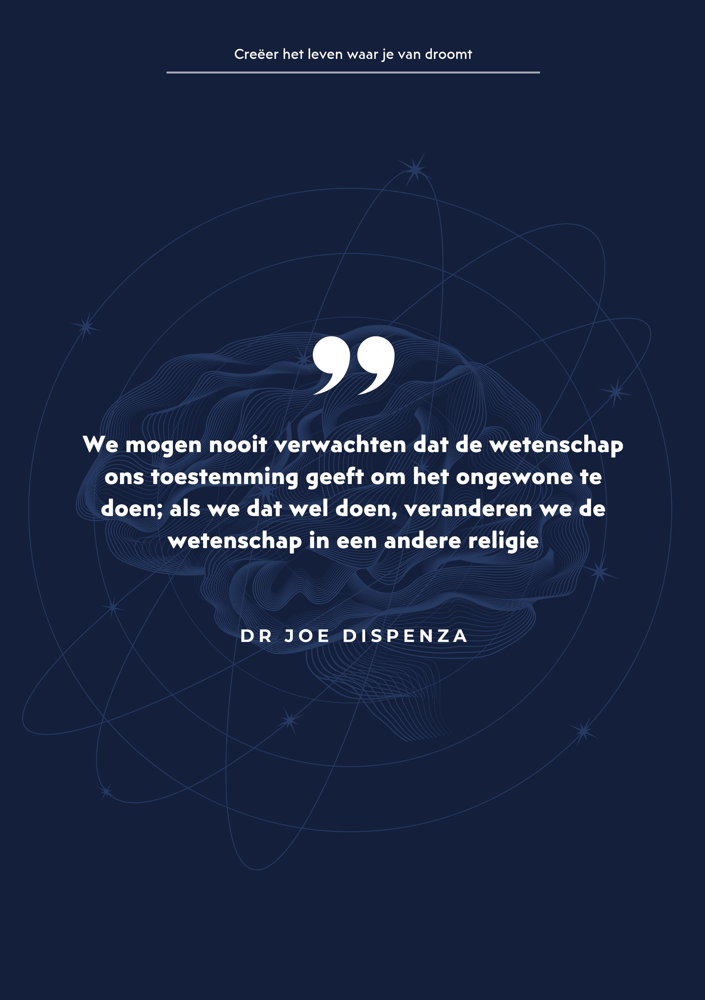 Creëer het leven waar je van droomt
”
We mogen nooit verwachten dat de wetenschap
ons toestemming geeft om het ongewone te
doen; als we dat wel doen, veranderen we de
wetenschap in een andere religie
DR JOE DISPENZA